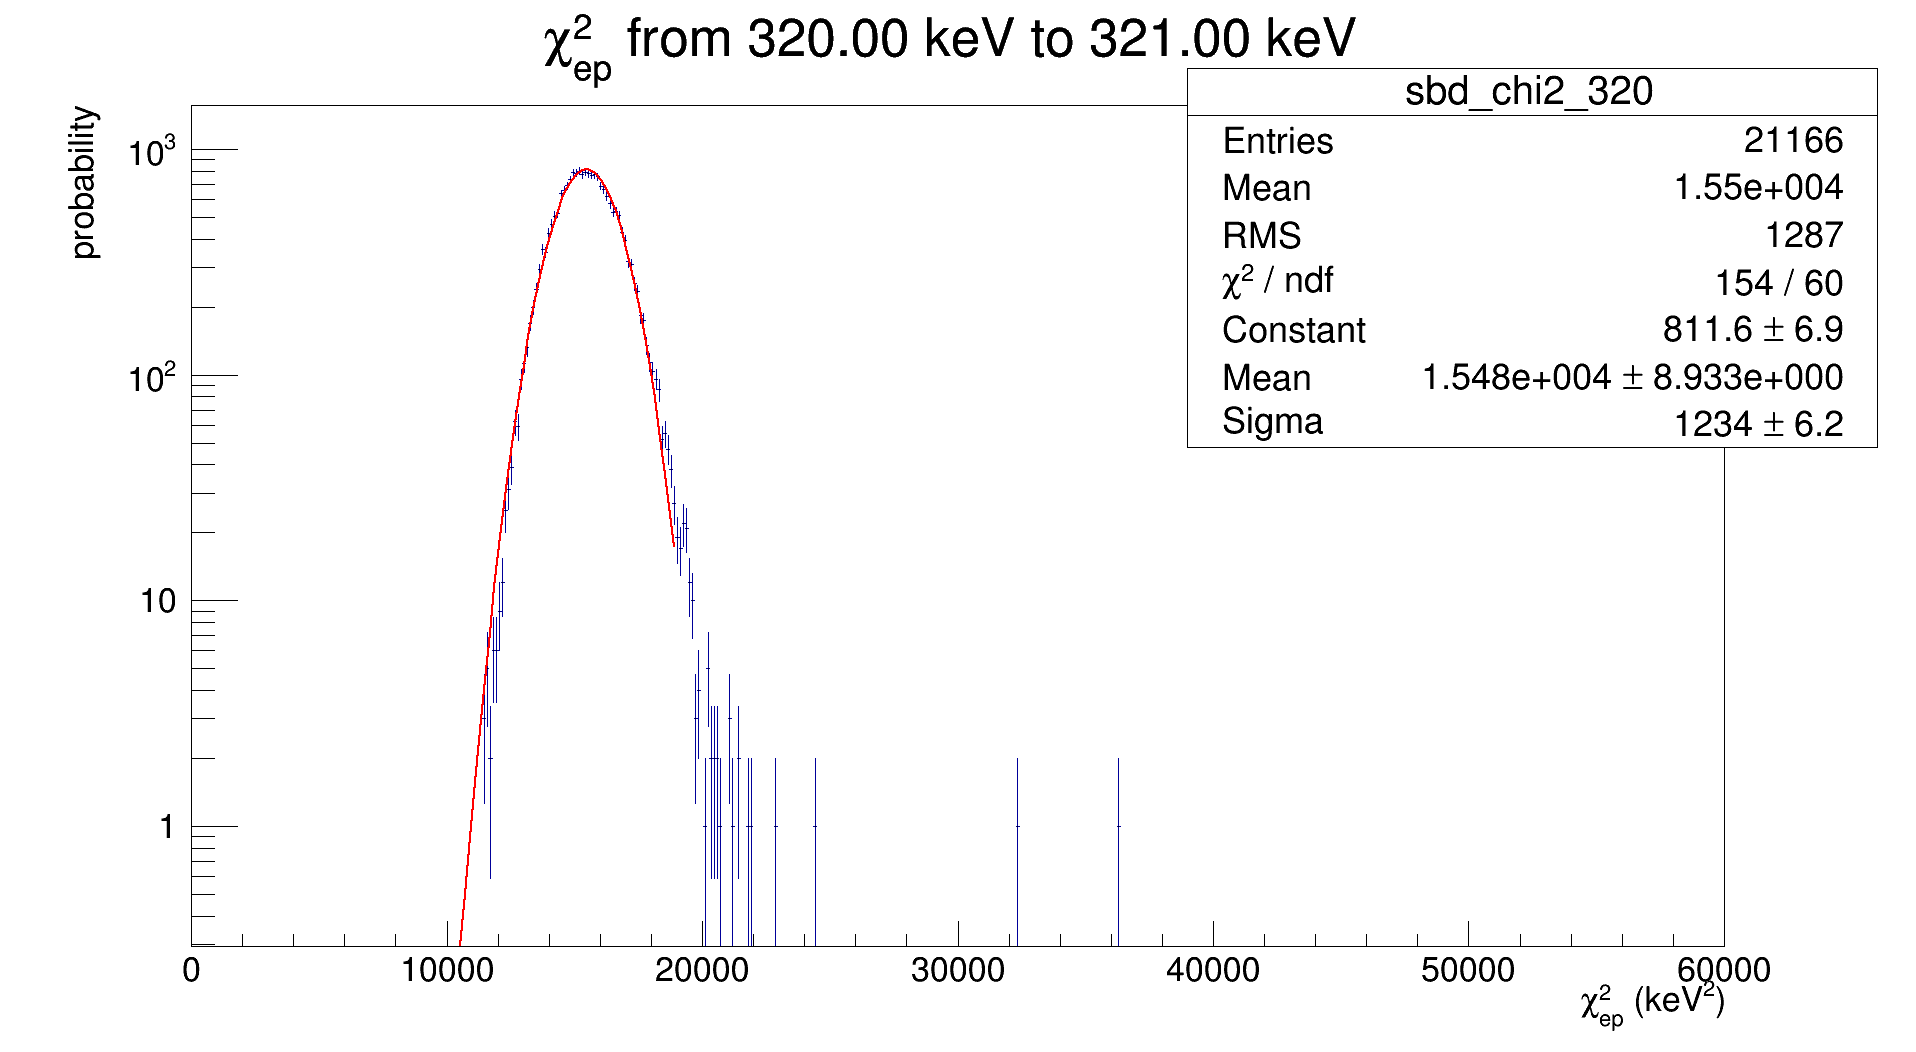 χ²ep from 320.00 keV to 321.00 keV
probability
sbd_chi2_320
Entries 21166
Mean 1.55e+004
RMS 1287
χ² / ndf 154 / 60
Constant 811.6 ± 6.9
Mean 1.548e+004 ± 8.933e+000
Sigma 1234 ± 6.2
10³
10²
10
1
0 10000 20000 30000 40000 50000 60000
χ²ep (keV²)